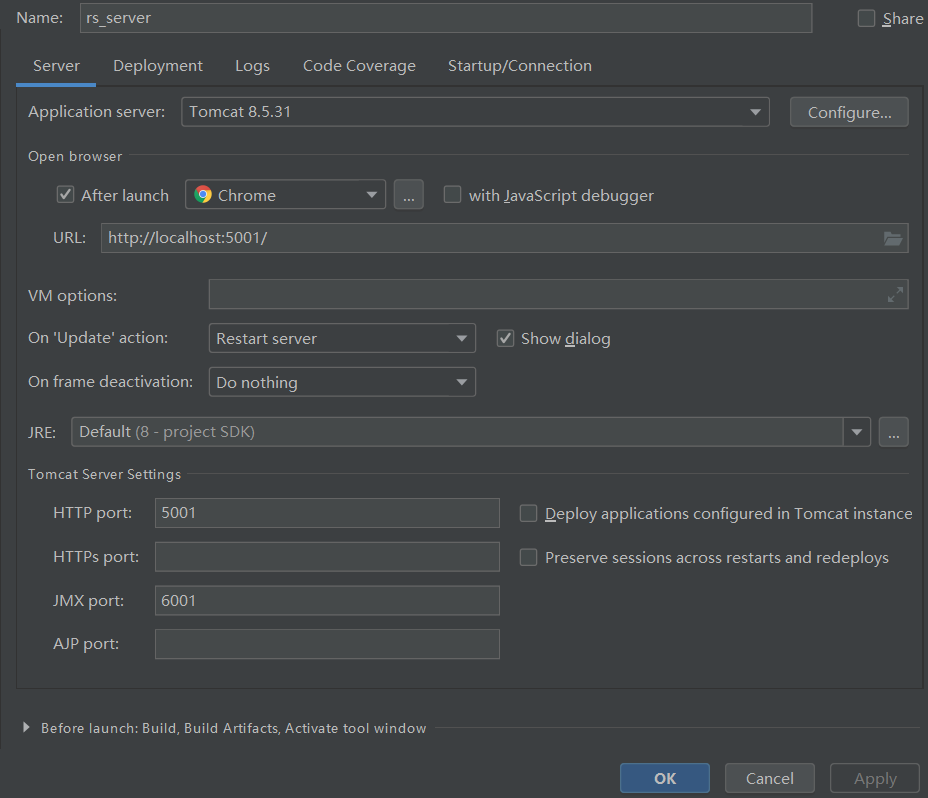 Name: rs_server Share
Server Deployment Logs Code Coverage Startup/Connection
Application server: Tomcat 8.5.31 Configure...
Open browser
After launch Chrome ... with JavaScript debugger
URL: http://localhost:5001/
VM options:
On 'Update' action: Restart server Show dialog
On frame deactivation: Do nothing
JRE: Default (8 - project SDK) ...
Tomcat Server Settings
HTTP port: 5001 Deploy applications configured in Tomcat instance
HTTPs port: Preserve sessions across restarts and redeploys
JMX port: 6001
AJP port:
Before launch: Build, Build Artifacts, Activate tool window
OK Cancel Apply